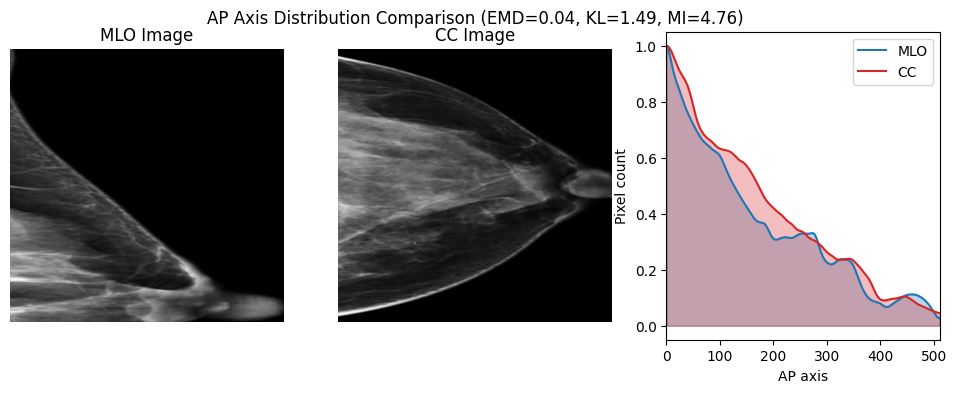 AP Axis Distribution Comparison (EMD=0.04, KL=1.49, MI=4.76)
MLO Image
CC Image
MLO
CC
Pixel count
1.0
0.8
0.6
0.4
0.2
0.0
0 100 200 300 400 500
AP axis